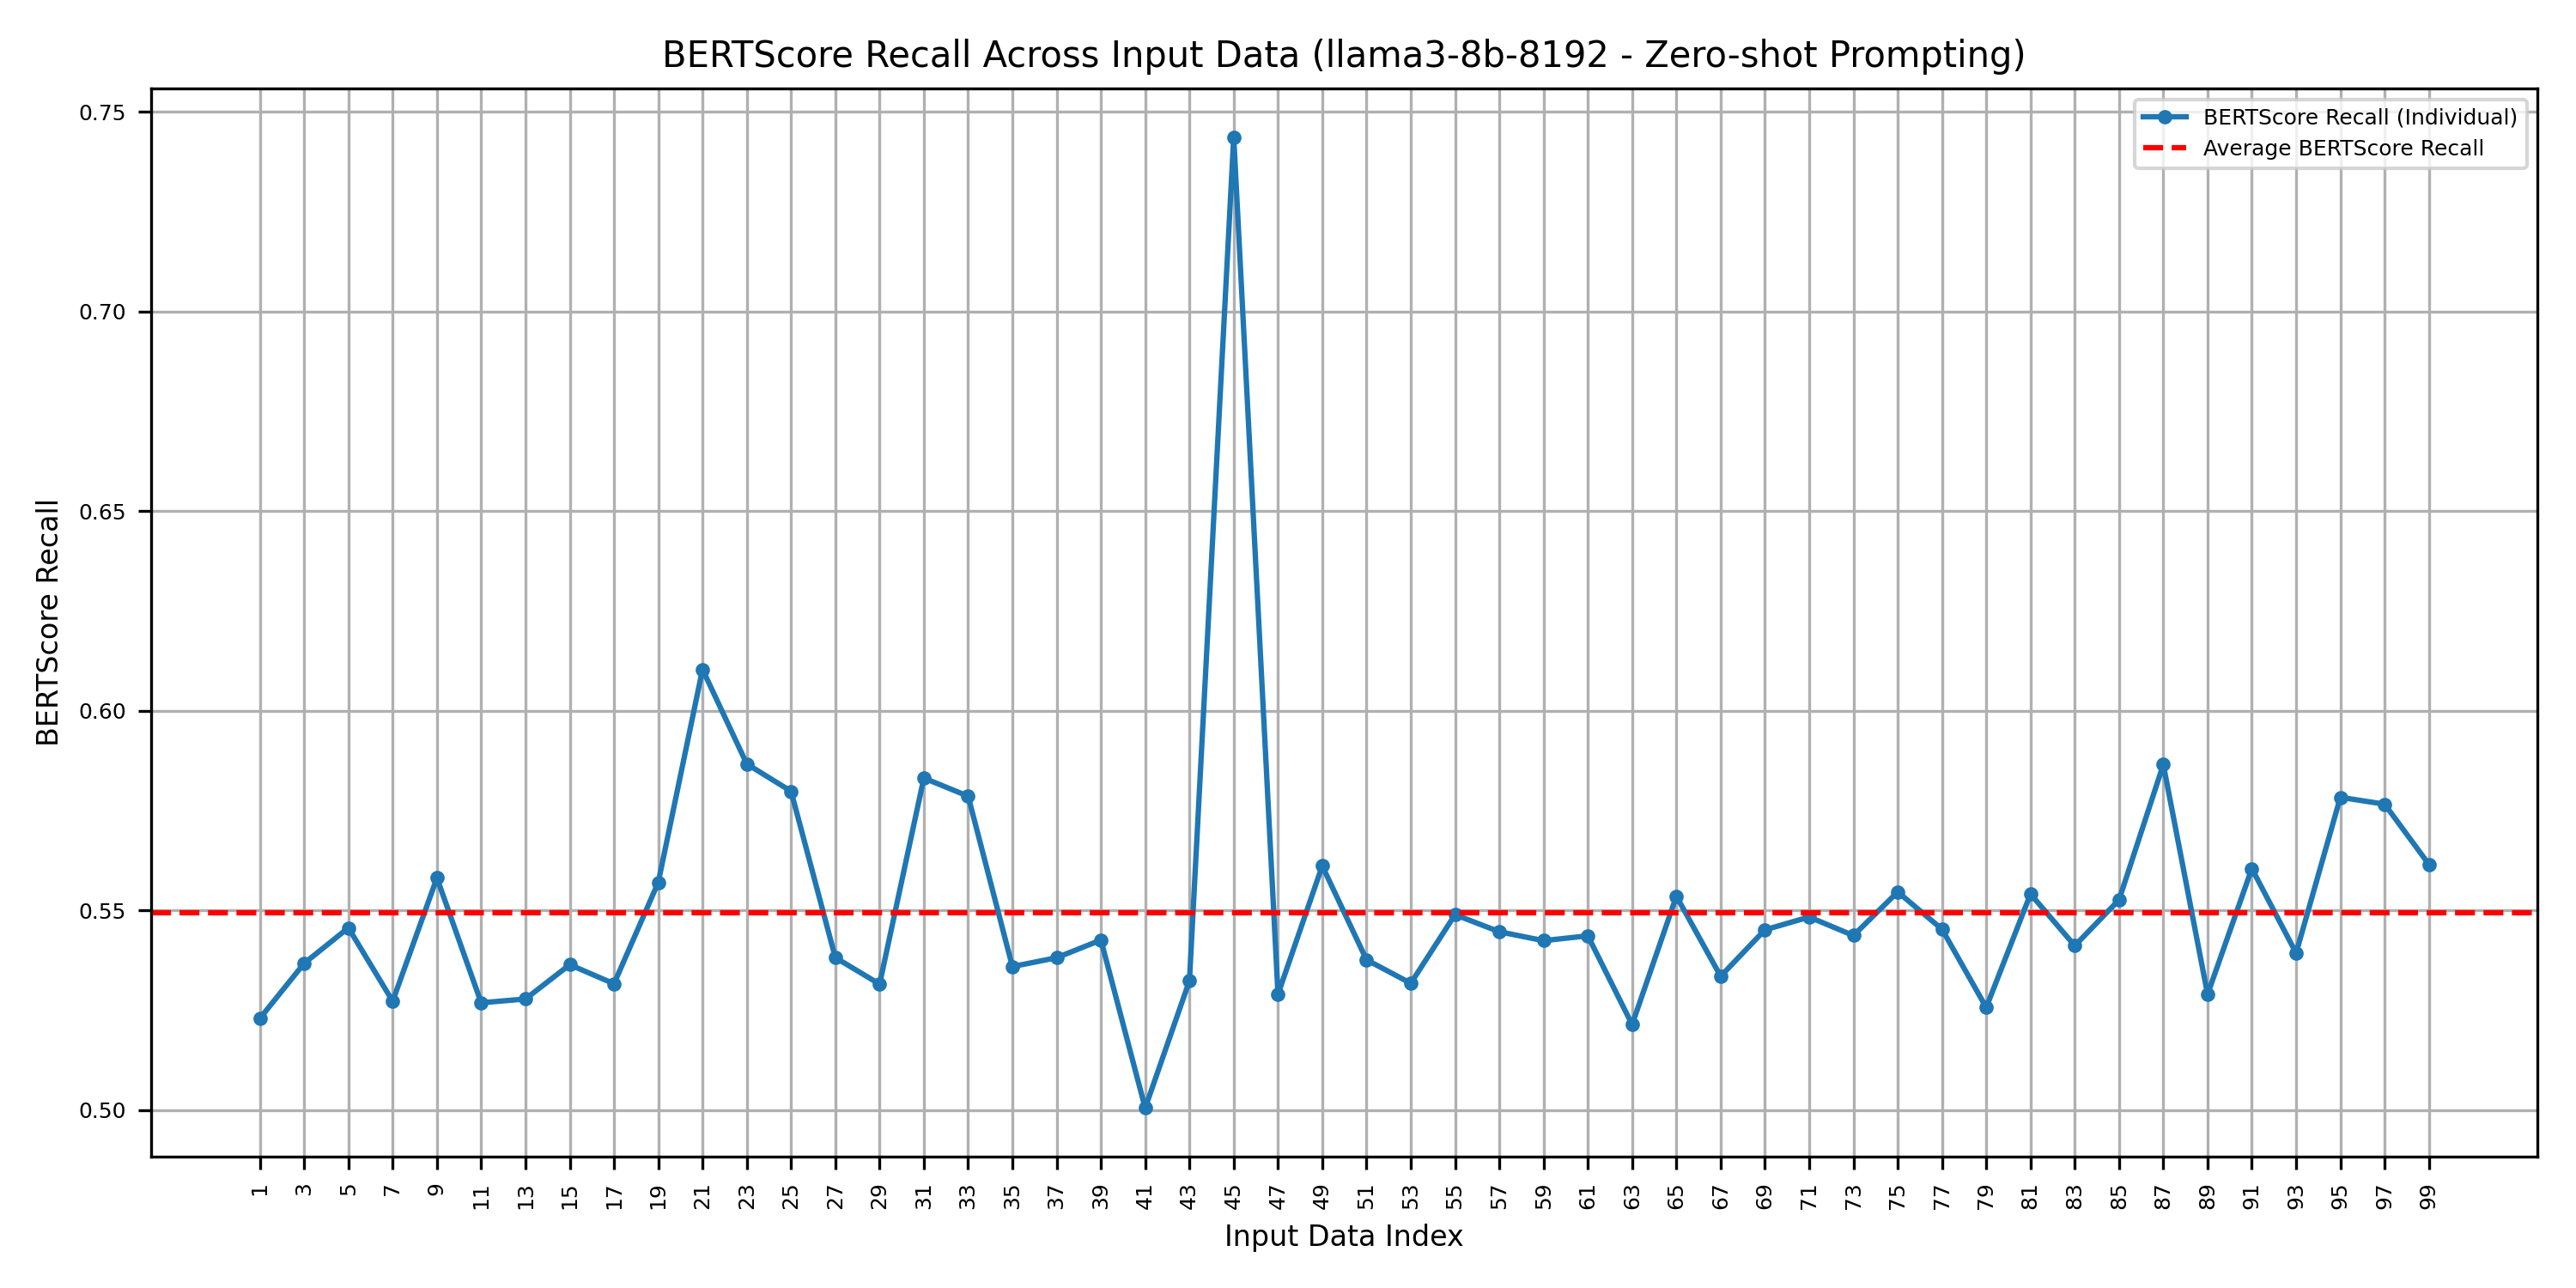 BERTScore Recall Across Input Data (llama3-8b-8192 - Zero-shot Prompting)
BERTScore Recall (Individual)
Average BERTScore Recall
BERTScore Recall
0.75
0.70
0.65
0.60
0.55
0.50
1 3 5 7 9 11 13 15 17 19 21 23 25 27 29 31 33 35 37 39 41 43 45 47 49 51 53 55 57 59 61 63 65 67 69 71 73 75 77 79 81 83 85 87 89 91 93 95 97 99
Input Data Index